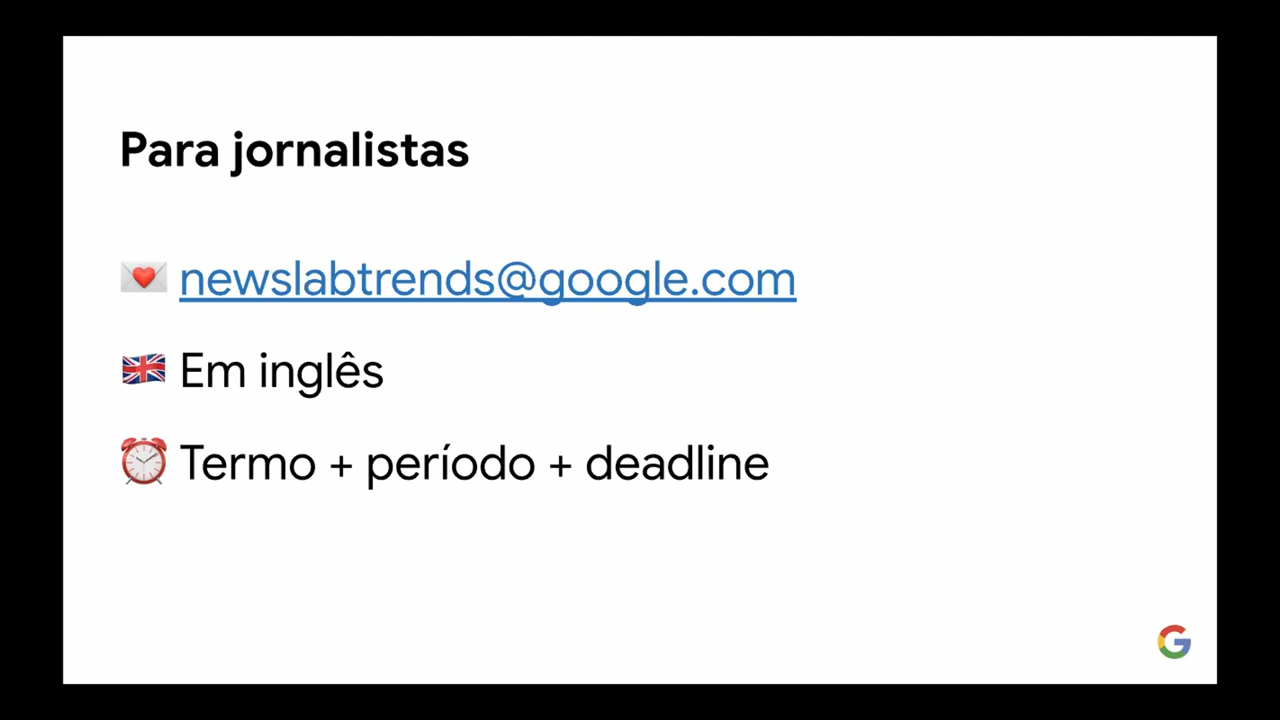 Para jornalistas
newslabtrends@google.com
Em inglês
Termo + período + deadline